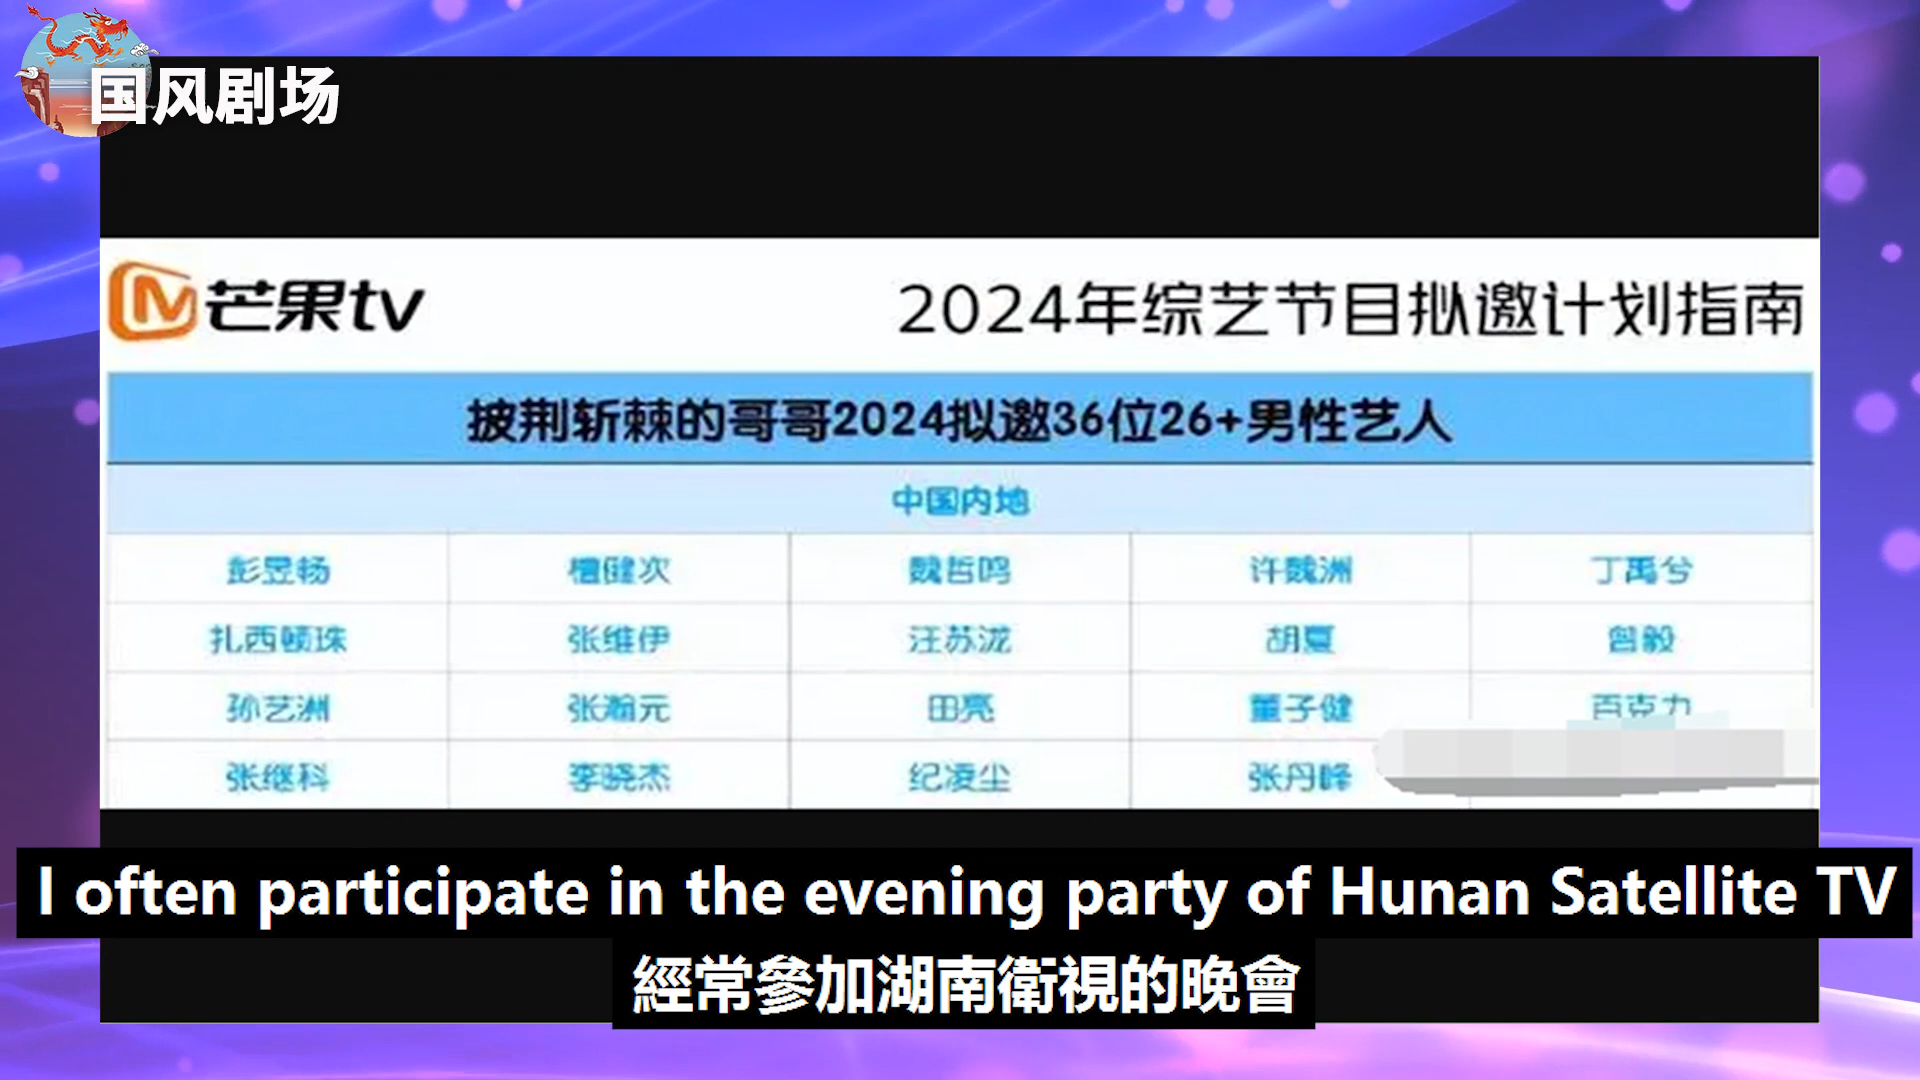 国风剧场
芒果tv
2024年综艺节目拟邀计划指南
披荆斩棘的哥哥2024拟邀36位26+男性艺人
中国内地
彭昱畅 檀健次 魏哲鸣 许魏洲 丁禹兮
扎西顿珠 张维伊 汪苏泷 胡夏 曾毅
孙艺洲 张瀚元 田亮 董子健 百克力
张继科 李晓杰 纪凌尘 张丹峰
I often participate in the evening party of Hunan Satellite TV
經常參加湖南衛視的晚會